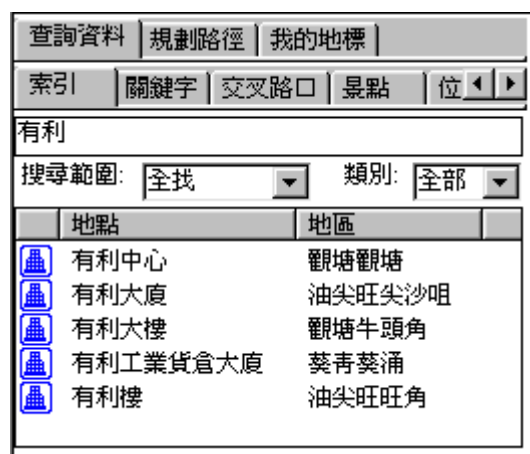 查詢資料 規劃路徑 我的地標
索引 關鍵字 交叉路口 景點 位
有利
搜尋範圍: 全找 類別: 全部
地點 地區
有利中心 觀塘觀塘
有利大廈 油尖旺尖沙咀
有利大樓 觀塘牛頭角
有利工業貨倉大廈 葵青葵涌
有利樓 油尖旺旺角